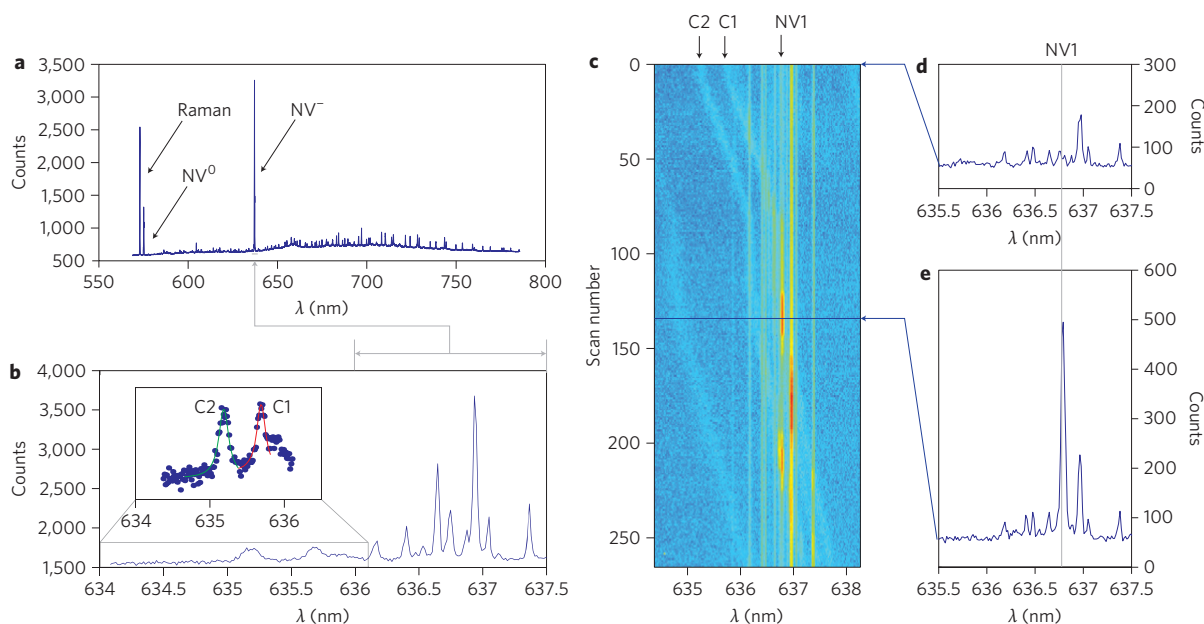 a
3,500
3,000
2,500
2,000
1,500
1,000
500
Counts
Raman
NV⁰
NV⁻
550 600 650 700 750 800
λ (nm)
b
4,000
3,500
3,000
2,500
2,000
1,500
Counts
C2 C1
634 635 636
634 634.5 635 635.5 636 636.5 637 637.5
λ (nm)
C2 C1 NV1
c
0
50
100
150
200
250
Scan number
635 636 637 638
λ (nm)
NV1
d
300
200
100
0
Counts
635.5 636 636.5 637 637.5
λ (nm)
e
600
500
400
300
200
100
0
Counts
635.5 636 636.5 637 637.5
λ (nm)